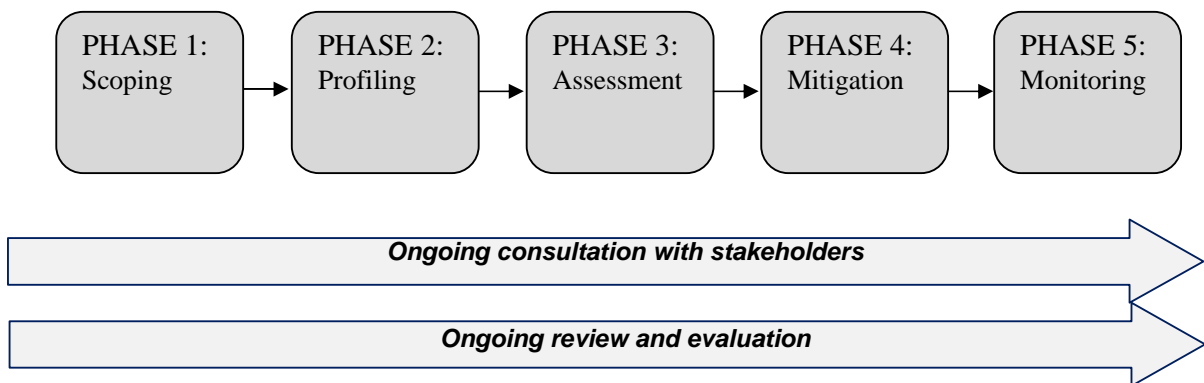 PHASE 1:
Scoping
PHASE 2:
Profiling
PHASE 3:
Assessment
PHASE 4:
Mitigation
PHASE 5:
Monitoring
Ongoing consultation with stakeholders
Ongoing review and evaluation